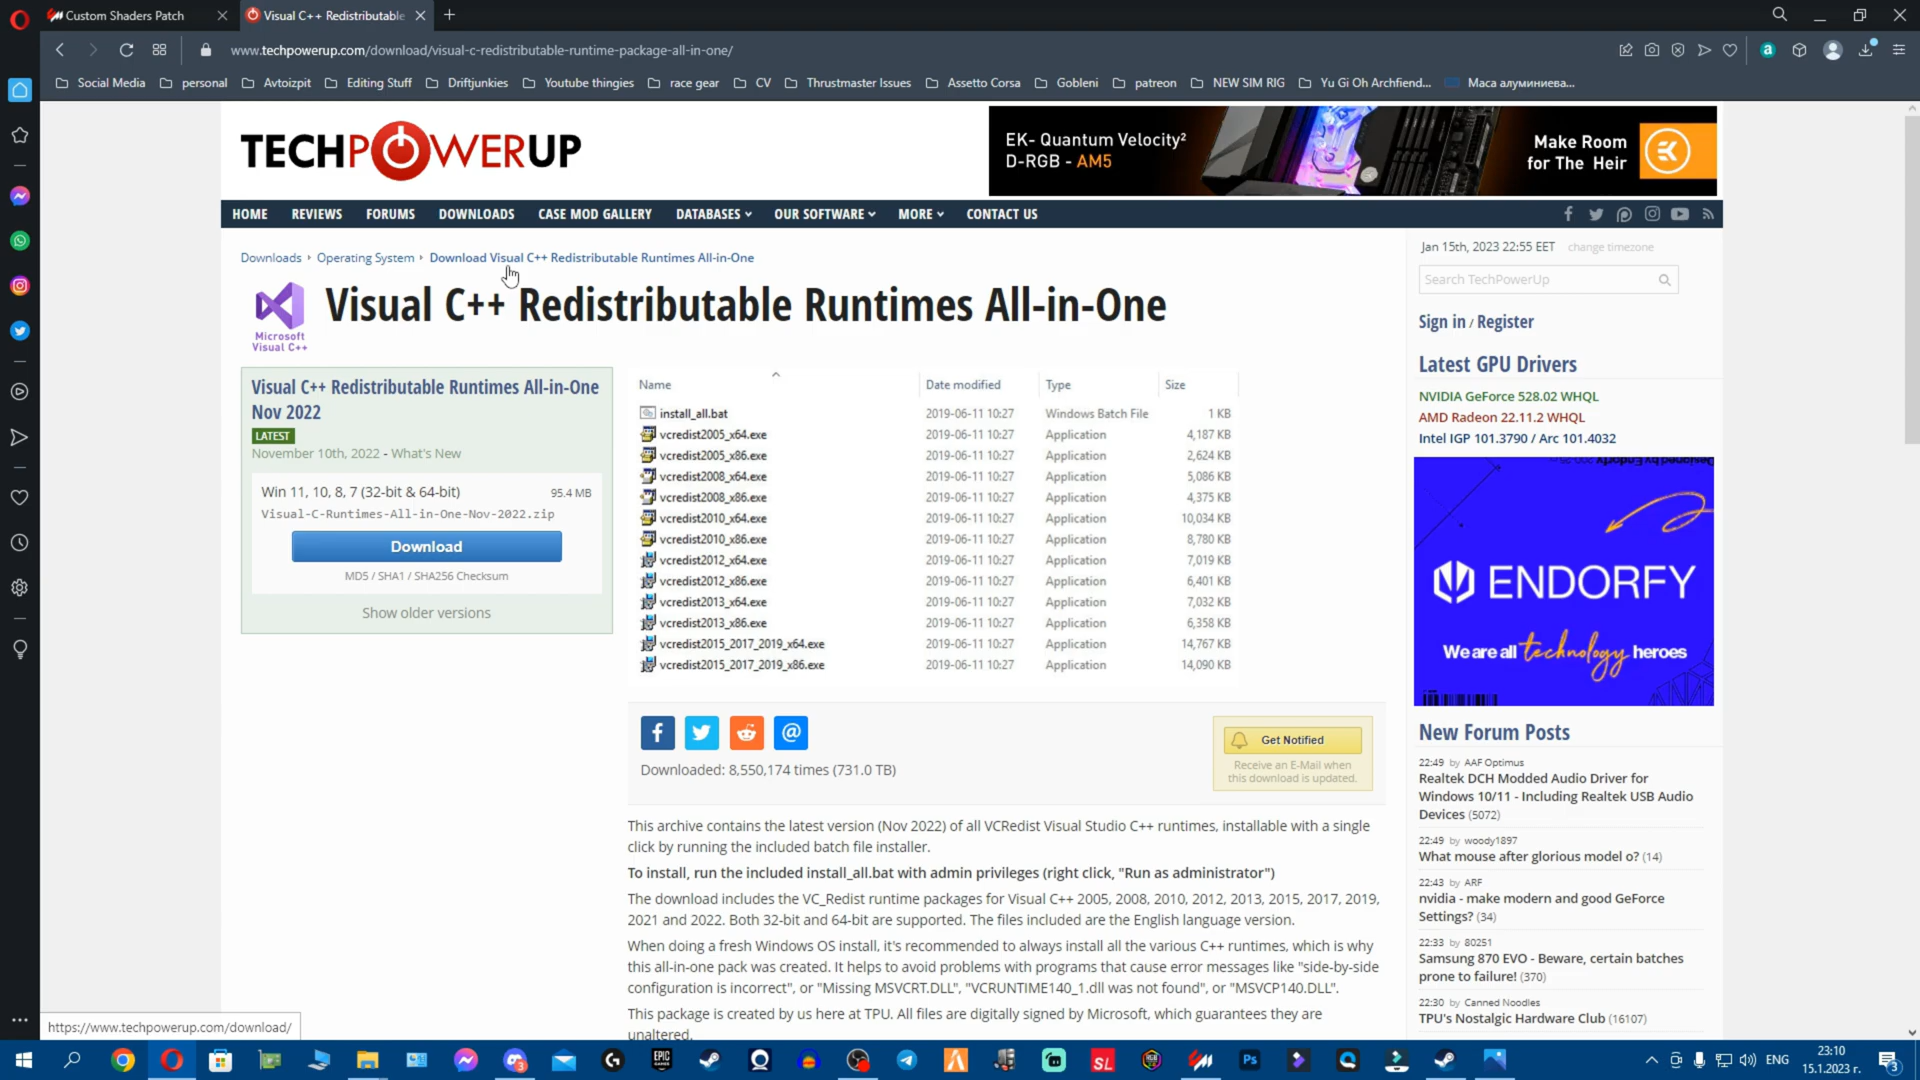 Custom Shaders Patch
Visual C++ Redistributable
www.techpowerup.com/download/visual-c-redistributable-runtime-package-all-in-one/
Social Media
personal
Avtoizpit
Editing Stuff
Driftjunkies
Youtube thingies
race gear
CV
Thrustmaster Issues
Assetto Corsa
Gobleni
patreon
NEW SIM RIG
Yu Gi Oh Archfiend...
Маса алуминиева...
TECHPOWERUP
EK- Quantum Velocity²
D-RGB - AM5
Make Room
for The Heir
HOME
REVIEWS
FORUMS
DOWNLOADS
CASE MOD GALLERY
DATABASES
OUR SOFTWARE
MORE
CONTACT US
Downloads
Operating System
Download Visual C++ Redistributable Runtimes All-in-One
Jan 15th, 2023 22:55 EET change timezone
Search TechPowerUp
Microsoft
Visual C++
Visual C++ Redistributable Runtimes All-in-One
Sign in / Register
Visual C++ Redistributable Runtimes All-in-One
Nov 2022
LATEST
November 10th, 2022 - What's New
Win 11, 10, 8, 7 (32-bit & 64-bit) 95.4 MB
Visual-C-Runtimes-All-in-One-Nov-2022.zip
Download
MD5 / SHA1 / SHA256 Checksum
Show older versions
Name Date modified Type Size
install_all.bat 2019-06-11 10:27 Windows Batch File 1 KB
vcredist2005_x64.exe 2019-06-11 10:27 Application 4,187 KB
vcredist2005_x86.exe 2019-06-11 10:27 Application 2,624 KB
vcredist2008_x64.exe 2019-06-11 10:27 Application 5,086 KB
vcredist2008_x86.exe 2019-06-11 10:27 Application 4,375 KB
vcredist2010_x64.exe 2019-06-11 10:27 Application 10,034 KB
vcredist2010_x86.exe 2019-06-11 10:27 Application 8,780 KB
vcredist2012_x64.exe 2019-06-11 10:27 Application 7,019 KB
vcredist2012_x86.exe 2019-06-11 10:27 Application 6,401 KB
vcredist2013_x64.exe 2019-06-11 10:27 Application 7,032 KB
vcredist2013_x86.exe 2019-06-11 10:27 Application 6,358 KB
vcredist2015_2017_2019_x64.exe 2019-06-11 10:27 Application 14,767 KB
vcredist2015_2017_2019_x86.exe 2019-06-11 10:27 Application 14,090 KB
Downloaded: 8,550,174 times (731.0 TB)
Get Notified
Receive an E-Mail when
this download is updated.
This archive contains the latest version (Nov 2022) of all VCRedist Visual Studio C++ runtimes, installable with a single
click by running the included batch file installer.
To install, run the included install_all.bat with admin privileges (right click, "Run as administrator")
The download includes the VC_Redist runtime packages for Visual C++ 2005, 2008, 2010, 2012, 2013, 2015, 2017, 2019,
2021 and 2022. Both 32-bit and 64-bit are supported. The files included are the English language version.
When doing a fresh Windows OS install, it's recommended to always install all the various C++ runtimes, which is why
this all-in-one pack was created. It helps to avoid problems with programs that cause error messages like "side-by-side
configuration is incorrect", or "Missing MSVCRT.DLL", "VCRUNTIME140_1.dll was not found", or "MSVCP140.DLL".
This package is created by us here at TPU. All files are digitally signed by Microsoft, which guarantees they are
unaltered.
Latest GPU Drivers
NVIDIA GeForce 528.02 WHQL
AMD Radeon 22.11.2 WHQL
Intel IGP 101.3790 / Arc 101.4032
ENDORFY
We are all technology heroes
New Forum Posts
22:49 by AAF Optimus
Realtek DCH Modded Audio Driver for
Windows 10/11 - Including Realtek USB Audio
Devices (5072)
22:49 by woody1897
What mouse after glorious model o? (14)
22:43 by ARF
nvidia - make modern and good GeForce
Settings? (34)
22:33 by 80251
Samsung 870 EVO - Beware, certain batches
prone to failure! (370)
22:30 by Canned Noodles
TPU's Nostalgic Hardware Club (16107)
https://www.techpowerup.com/download/
EPIC
SL
Ps
ENG
23:10
15.1.2023 г.
3